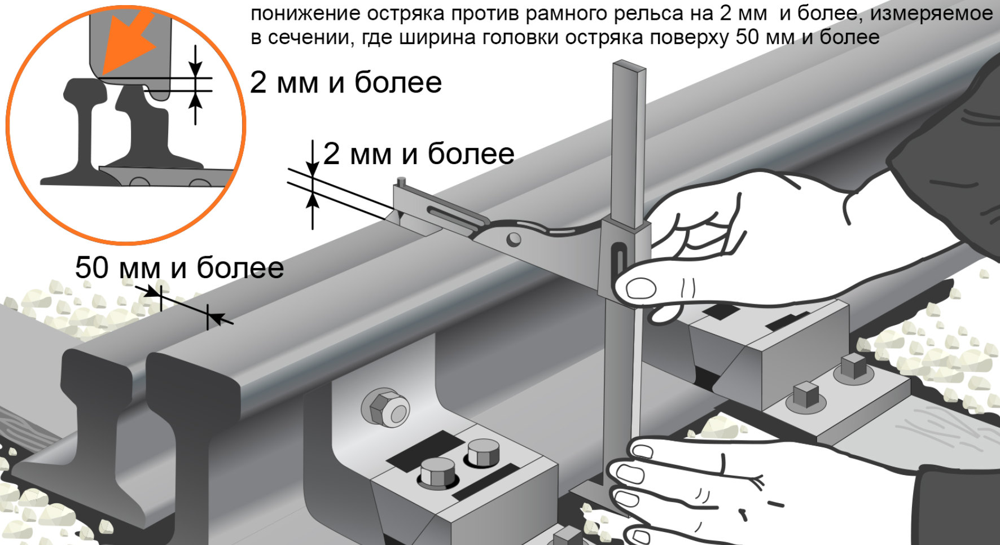 понижение остряка против рамного рельса на 2 мм и более, измеряемое
в сечении, где ширина головки остряка поверху 50 мм и более
2 мм и более
2 мм и более
50 мм и более